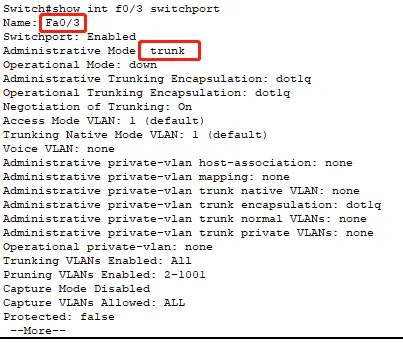 Switch#show int f0/3 switchport
Name: Fa0/3
Switchport: Enabled
Administrative Mode trunk
Operational Mode: down
Administrative Trunking Encapsulation: dot1q
Operational Trunking Encapsulation: dot1q
Negotiation of Trunking: On
Access Mode VLAN: 1 (default)
Trunking Native Mode VLAN: 1 (default)
Voice VLAN: none
Administrative private-vlan host-association: none
Administrative private-vlan mapping: none
Administrative private-vlan trunk native VLAN: none
Administrative private-vlan trunk encapsulation: dot1q
Administrative private-vlan trunk normal VLANs: none
Administrative private-vlan trunk private VLANs: none
Operational private-vlan: none
Trunking VLANs Enabled: All
Pruning VLANs Enabled: 2-1001
Capture Mode Disabled
Capture VLANs Allowed: ALL
Protected: false
--More--